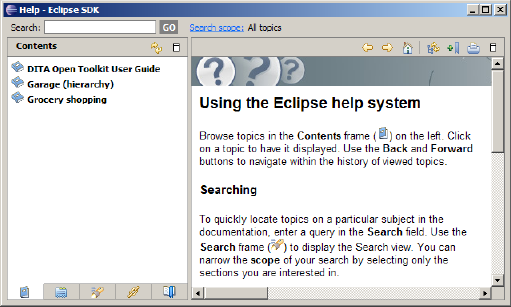 Help - Eclipse SDK
Search: GO Search scope: All topics
Contents
DITA Open Toolkit User Guide
Garage (hierarchy)
Grocery shopping
Using the Eclipse help system
Browse topics in the Contents frame ( ) on the left. Click
on a topic to have it displayed. Use the Back and Forward
buttons to navigate within the history of viewed topics.
Searching
To quickly locate topics on a particular subject in the
documentation, enter a query in the Search field. Use the
Search frame ( ) to display the Search view. You can
narrow the scope of your search by selecting only the
sections you are interested in.